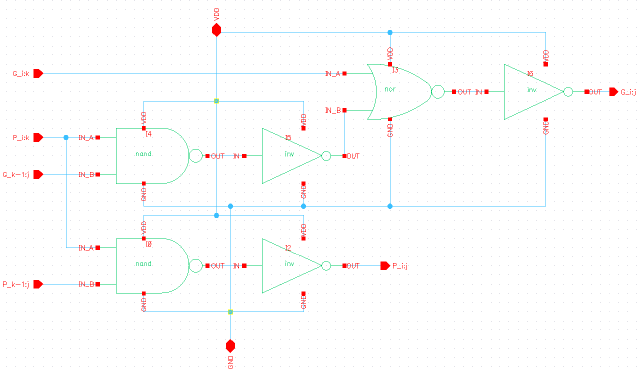 VDD
VDD
VDD
G_i:k
IN_A
I3
I6
nor
OUT
IN
inv
OUT
G_i:j
IN_B
VDD
VDD
GND
GND
P_i:k
IN_A
I4
I5
nand
OUT
IN
inv
OUT
G_k-1:j
IN_B
GND
GND
VDD
VDD
IN_A
I0
I2
nand
OUT
IN
inv
OUT
P_i:j
P_k-1:j
IN_B
GND
GND
GND